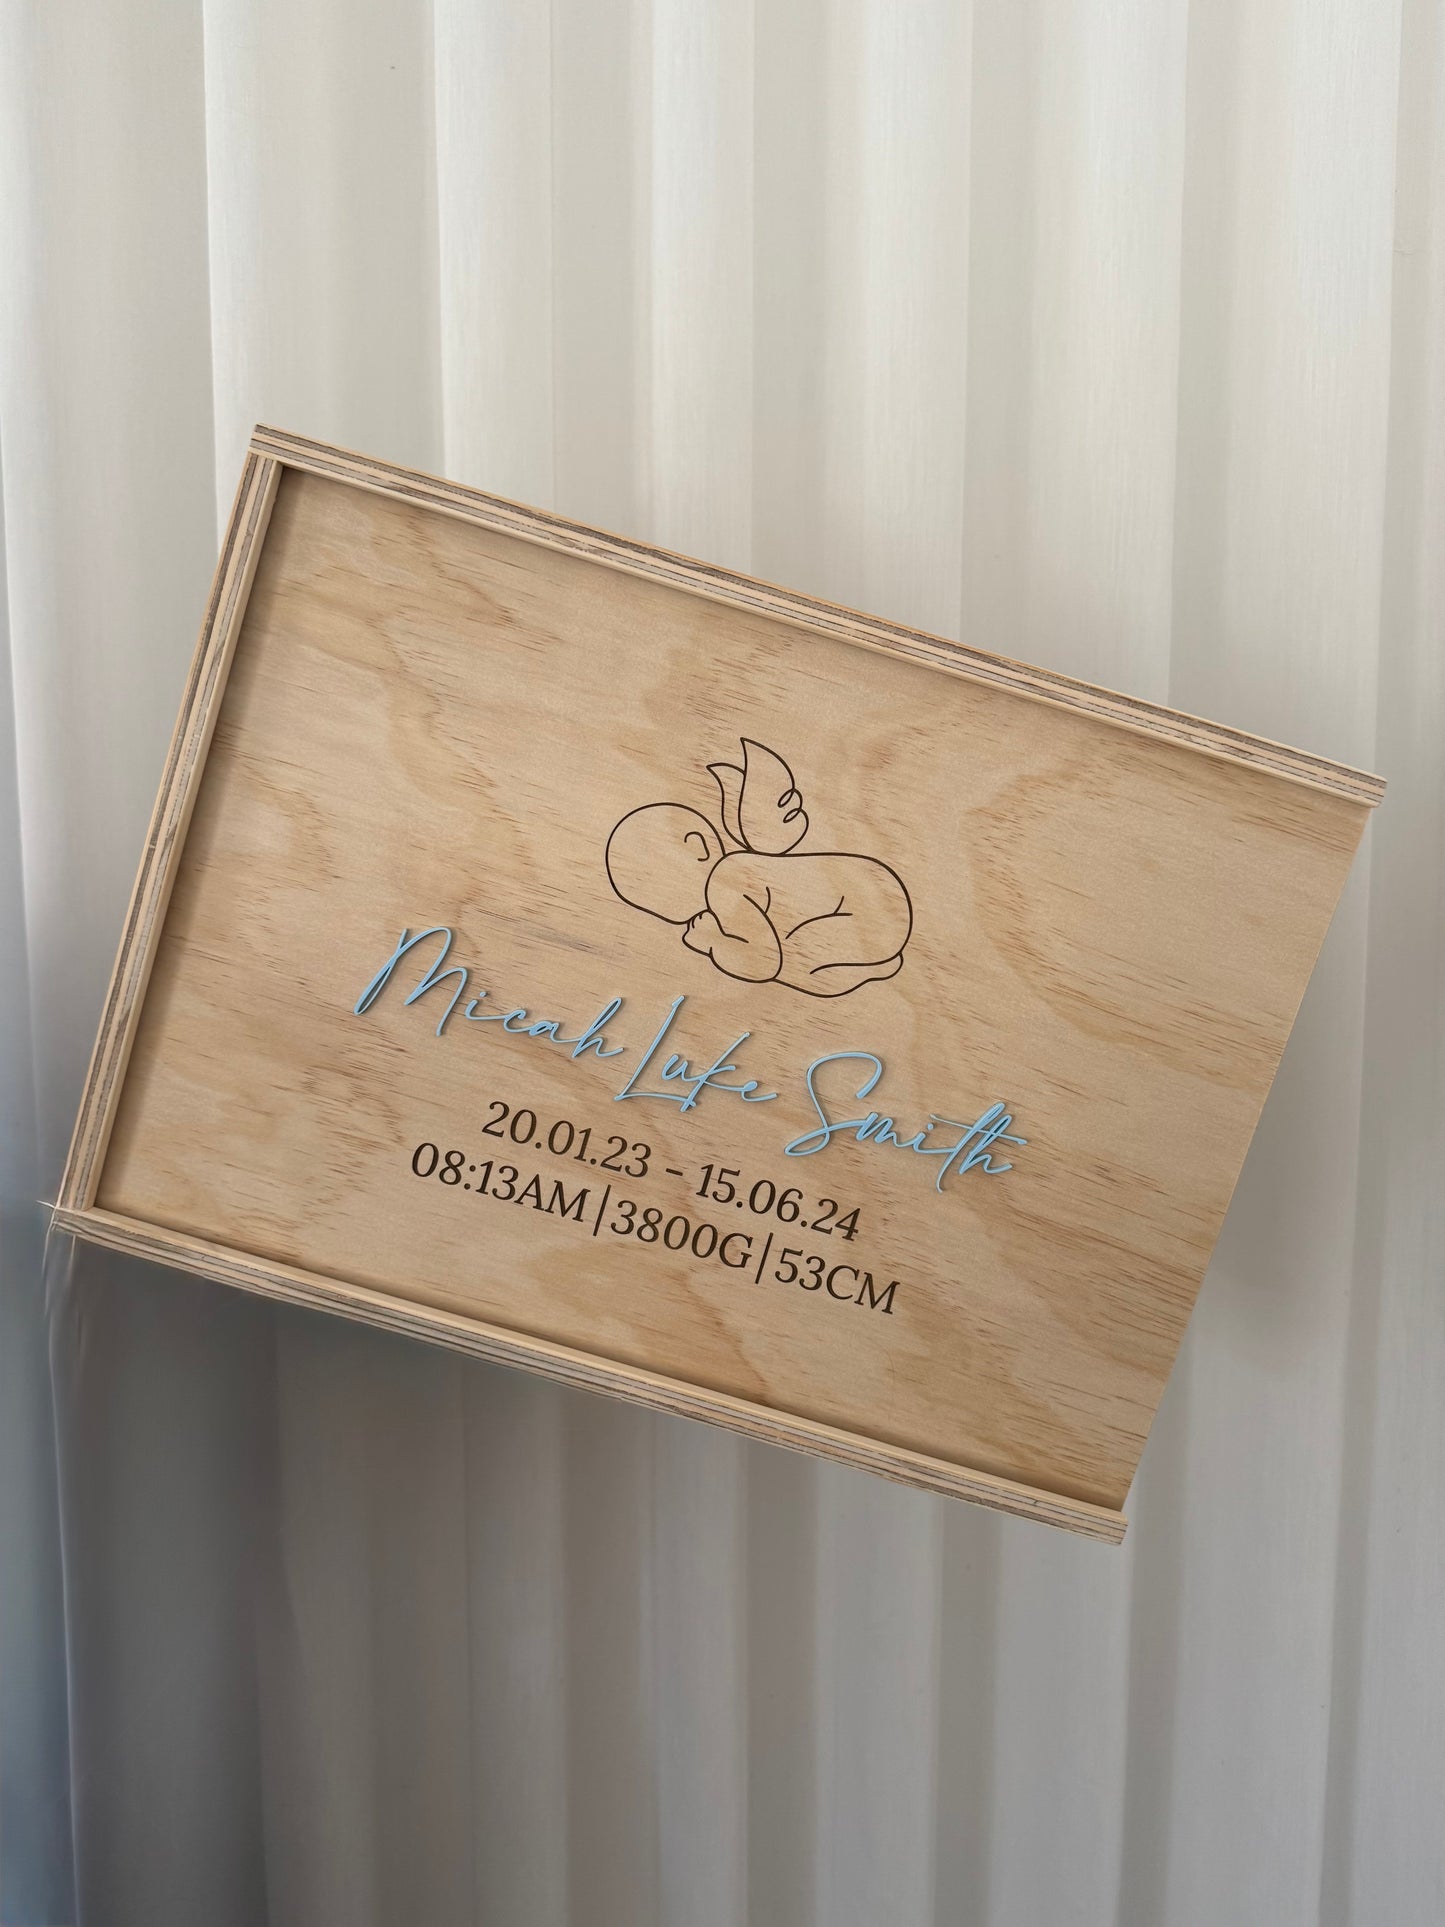 Micah Luke Smith
20.01.23 - 15.06.24
08:13AM|3800G|53CM